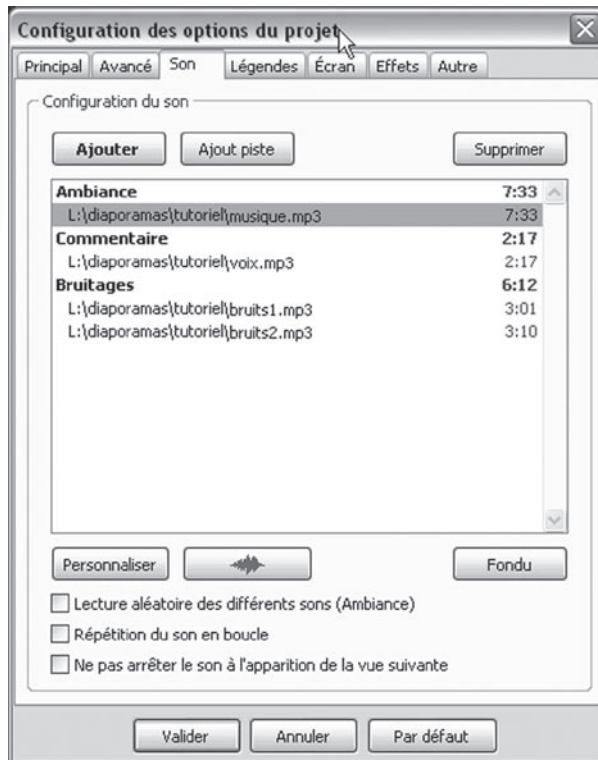 Configuration des options du projet
Principal Avancé Son Légendes Écran Effets Autre
Configuration du son
Ajouter Ajout piste Supprimer
Ambiance 7:33
L:\diaporamas\tutoriel\musique.mp3 7:33
Commentaire 2:17
L:\diaporamas\tutoriel\voix.mp3 2:17
Bruitages 6:12
L:\diaporamas\tutoriel\bruits1.mp3 3:01
L:\diaporamas\tutoriel\bruits2.mp3 3:10
Personnaliser Fondu
Lecture aléatoire des différents sons (Ambiance)
Répétition du son en boucle
Ne pas arrêter le son à l'apparition de la vue suivante
Valider Annuler Par défaut